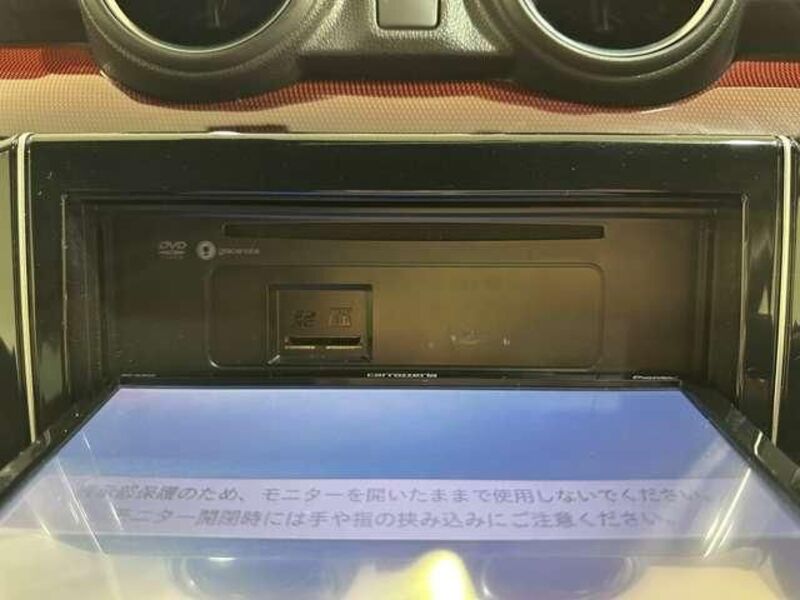 DVD
gracenote
carrozzeria
Pioneer
部保護のため、モニターを開いたままで使用しないでください。
モニター開閉時には手や指の挟み込みにご注意ください。